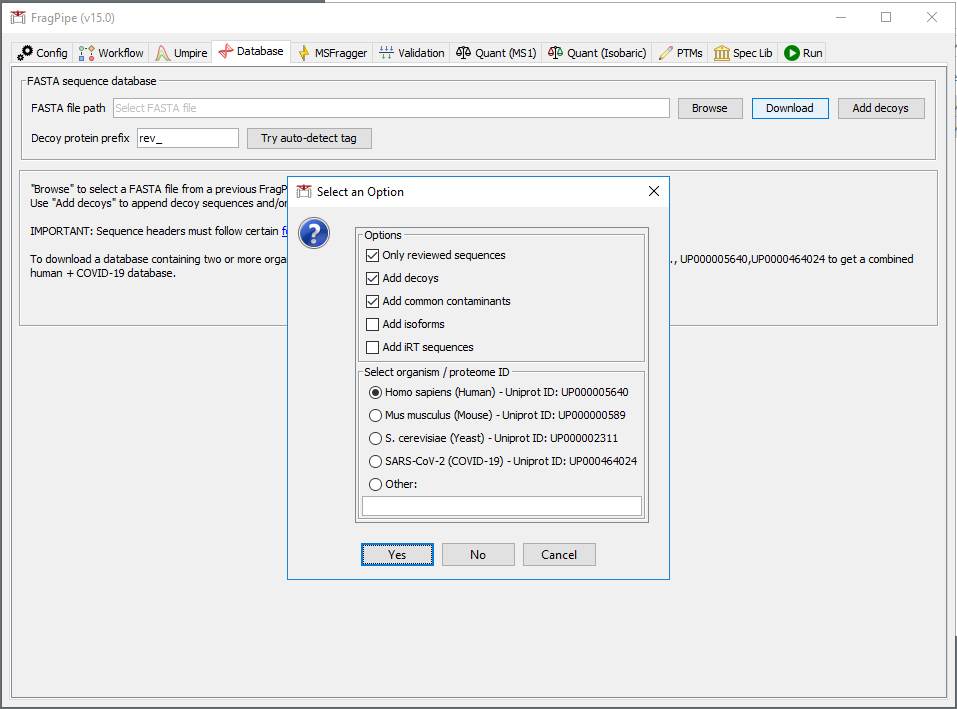 FragPipe (v15.0)
Config Workflow Umpire Database MSFragger Validation Quant (MS1) Quant (Isobaric) PTMs Spec Lib Run
FASTA sequence database
FASTA file path Select FASTA file Browse Download Add decoys
Decoy protein prefix rev_ Try auto-detect tag
"Browse" to select a FASTA file from a previous FragP
Use "Add decoys" to append decoy sequences and/or
IMPORTANT: Sequence headers must follow certain
To download a database containing two or more orga ., UP000005640,UP0000464024 to get a combined
human + COVID-19 database.
Select an Option
Options
Only reviewed sequences
Add decoys
Add common contaminants
Add isoforms
Add iRT sequences
Select organism / proteome ID
Homo sapiens (Human) - Uniprot ID: UP000005640
Mus musculus (Mouse) - Uniprot ID: UP000000589
S. cerevisiae (Yeast) - Uniprot ID: UP000002311
SARS-CoV-2 (COVID-19) - Uniprot ID: UP000464024
Other:
Yes No Cancel